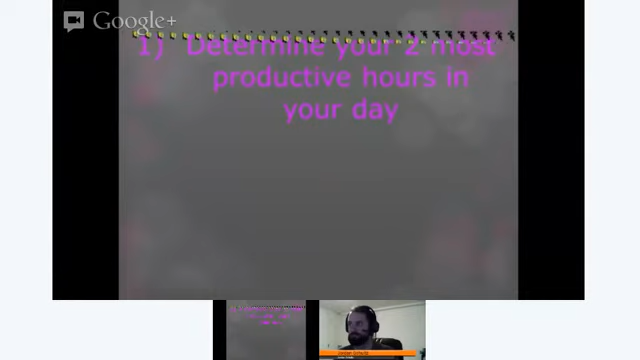 Google+
1) Determine your 2 most
productive hours in
your day